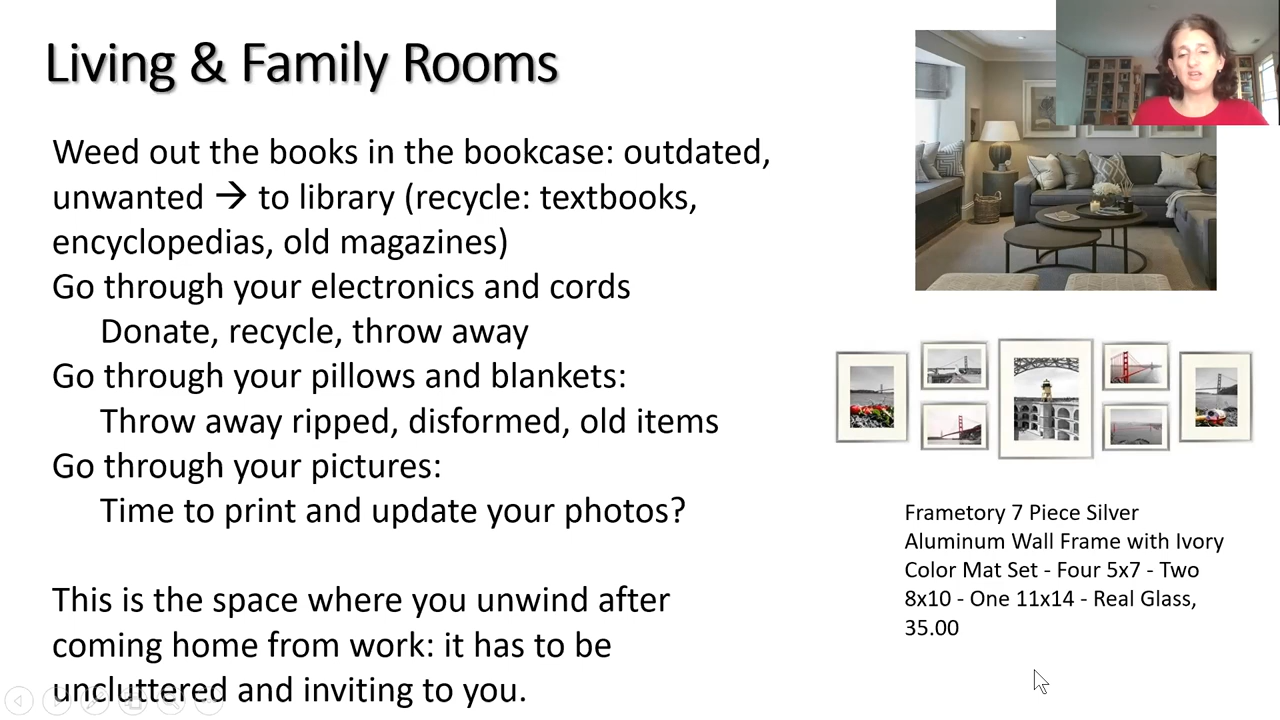 Living & Family Rooms
Weed out the books in the bookcase: outdated,
unwanted → to library (recycle: textbooks,
encyclopedias, old magazines)
Go through your electronics and cords
Donate, recycle, throw away
Go through your pillows and blankets:
Throw away ripped, disformed, old items
Go through your pictures:
Time to print and update your photos?
This is the space where you unwind after
coming home from work: it has to be
uncluttered and inviting to you.
Frametory 7 Piece Silver
Aluminum Wall Frame with Ivory
Color Mat Set - Four 5x7 - Two
8x10 - One 11x14 - Real Glass,
35.00